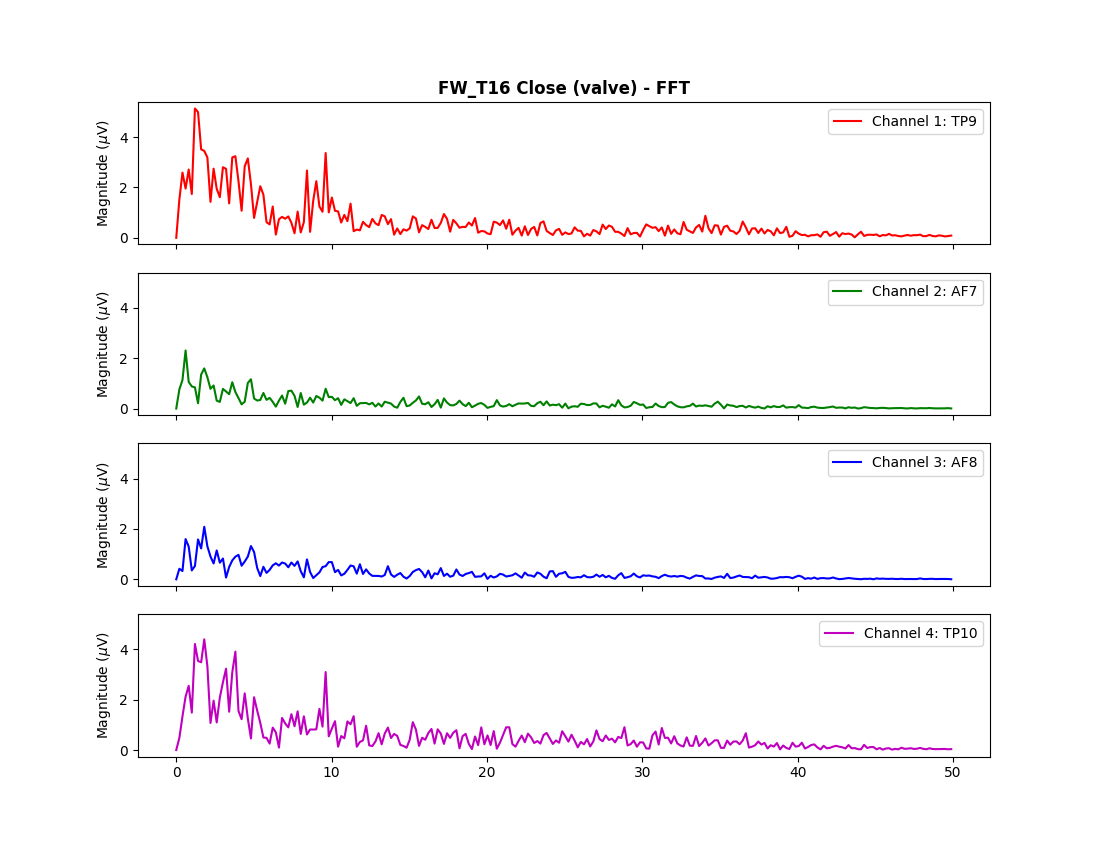 FW_T16 Close (valve) - FFT
Magnitude (μV)
4
2
0
Channel 1: TP9
Magnitude (μV)
4
2
0
Channel 2: AF7
Magnitude (μV)
4
2
0
Channel 3: AF8
Magnitude (μV)
4
2
0
Channel 4: TP10
0 10 20 30 40 50